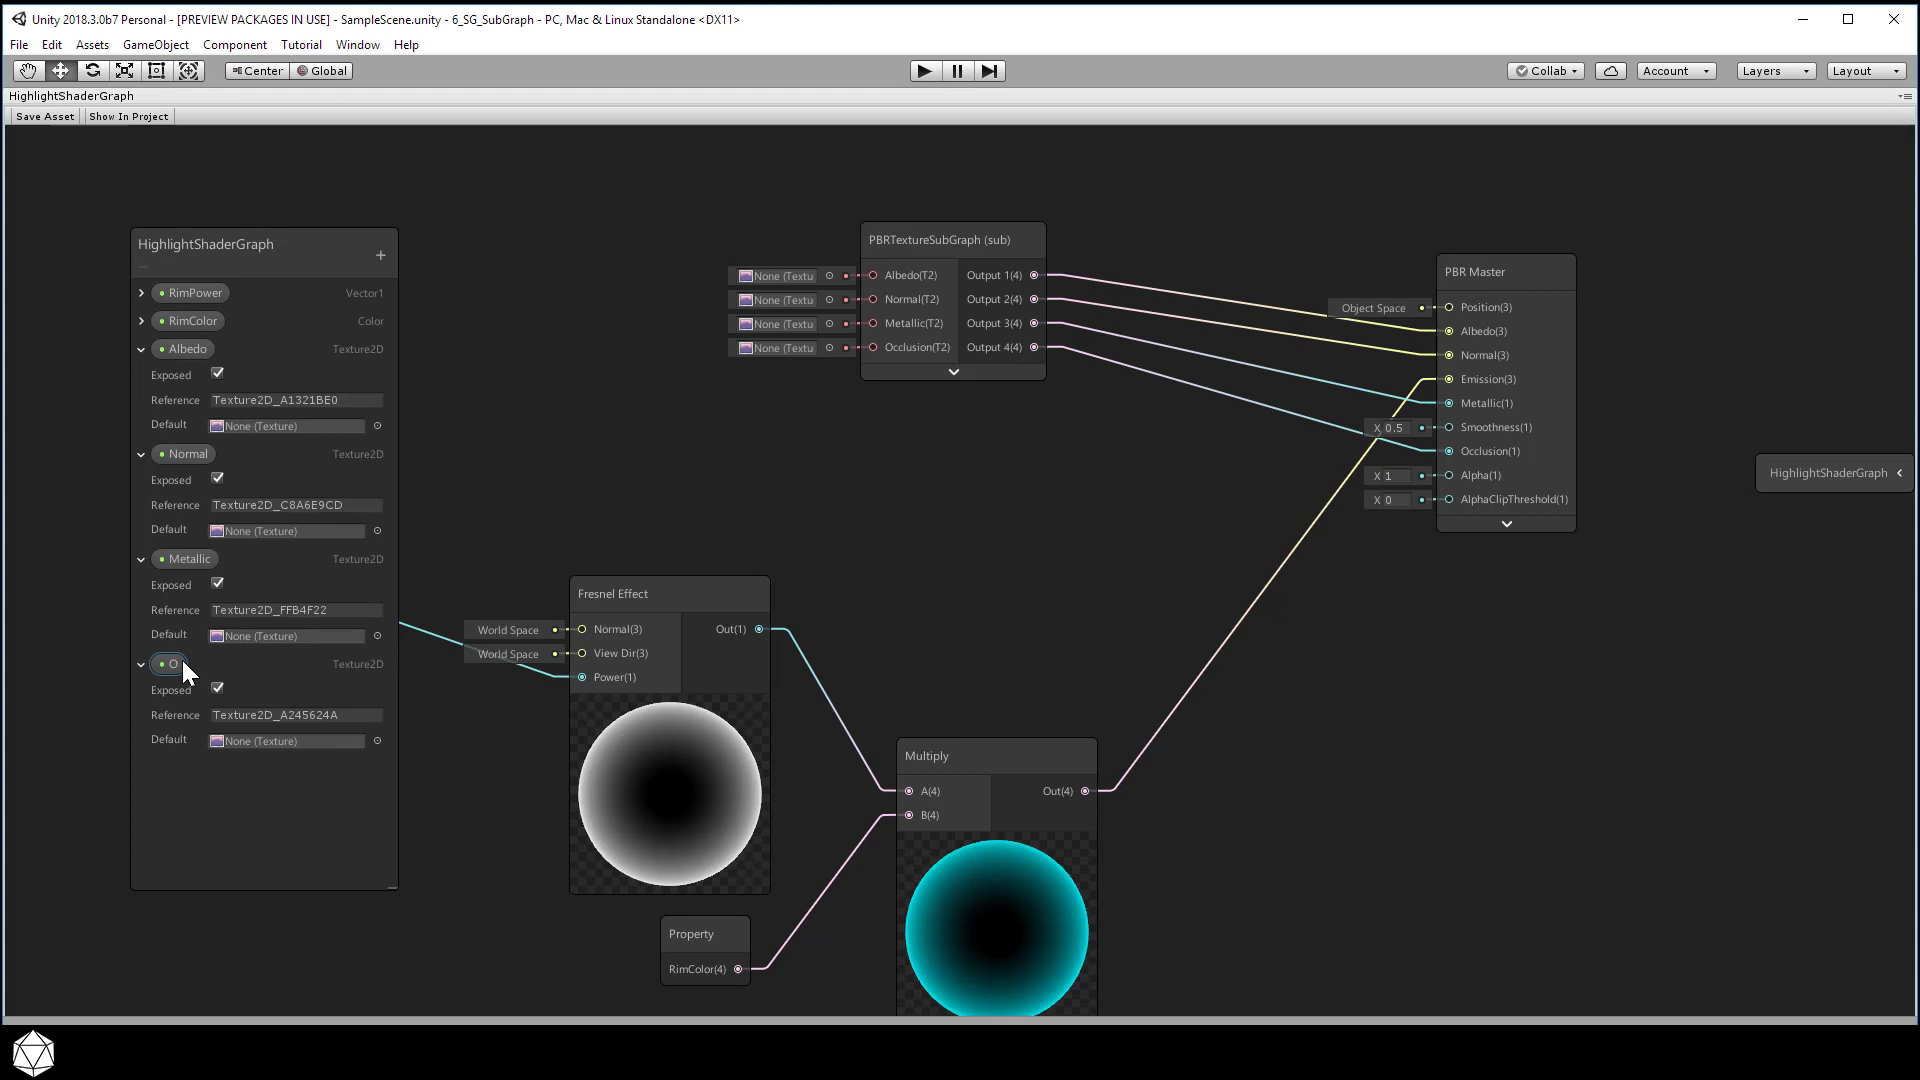 Unity 2018.3.0b7 Personal - [PREVIEW PACKAGES IN USE] - SampleScene.unity - 6_SG_SubGraph - PC, Mac & Linux Standalone <DX11>
File Edit Assets GameObject Component Tutorial Window Help
Center Global Collab Account Layers Layout
HighlightShaderGraph
Save Asset Show In Project
HighlightShaderGraph
RimPower Vector1
RimColor Color
Albedo Texture2D
Exposed
Reference Texture2D_A1321BE0
Default None (Texture)
Normal Texture2D
Exposed
Reference Texture2D_C8A6E9CD
Default None (Texture)
Metallic Texture2D
Exposed
Reference Texture2D_FFB4F22
Default None (Texture)
O Texture2D
Exposed
Reference Texture2D_A245624A
Default None (Texture)
PBRTextureSubGraph (sub)
None (Textu Albedo(T2) Output 1(4)
None (Textu Normal(T2) Output 2(4)
None (Textu Metallic(T2) Output 3(4)
None (Textu Occlusion(T2) Output 4(4)
PBR Master
Object Space Position(3)
Albedo(3)
Normal(3)
Emission(3)
Metallic(1)
X 0.5 Smoothness(1)
Occlusion(1)
X 1 Alpha(1)
X 0 AlphaClipThreshold(1)
HighlightShaderGraph
Fresnel Effect
World Space Normal(3) Out(1)
World Space View Dir(3)
Power(1)
Multiply
A(4) Out(4)
B(4)
Property
RimColor(4)